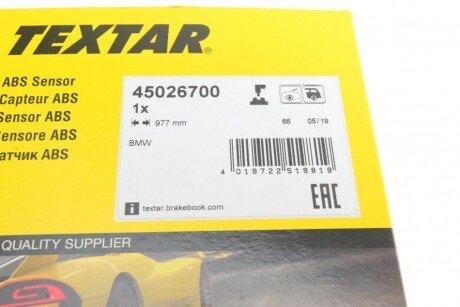 TEXTAR
ABS Sensor
Capteur ABS
Sensor ABS
Sensore ABS
атчик ABS
45026700
1x
977 mm
66 05/19
BMW
4 019722 519819
i textar.brakebook.com
EAC
QUALITY SUPPLIER